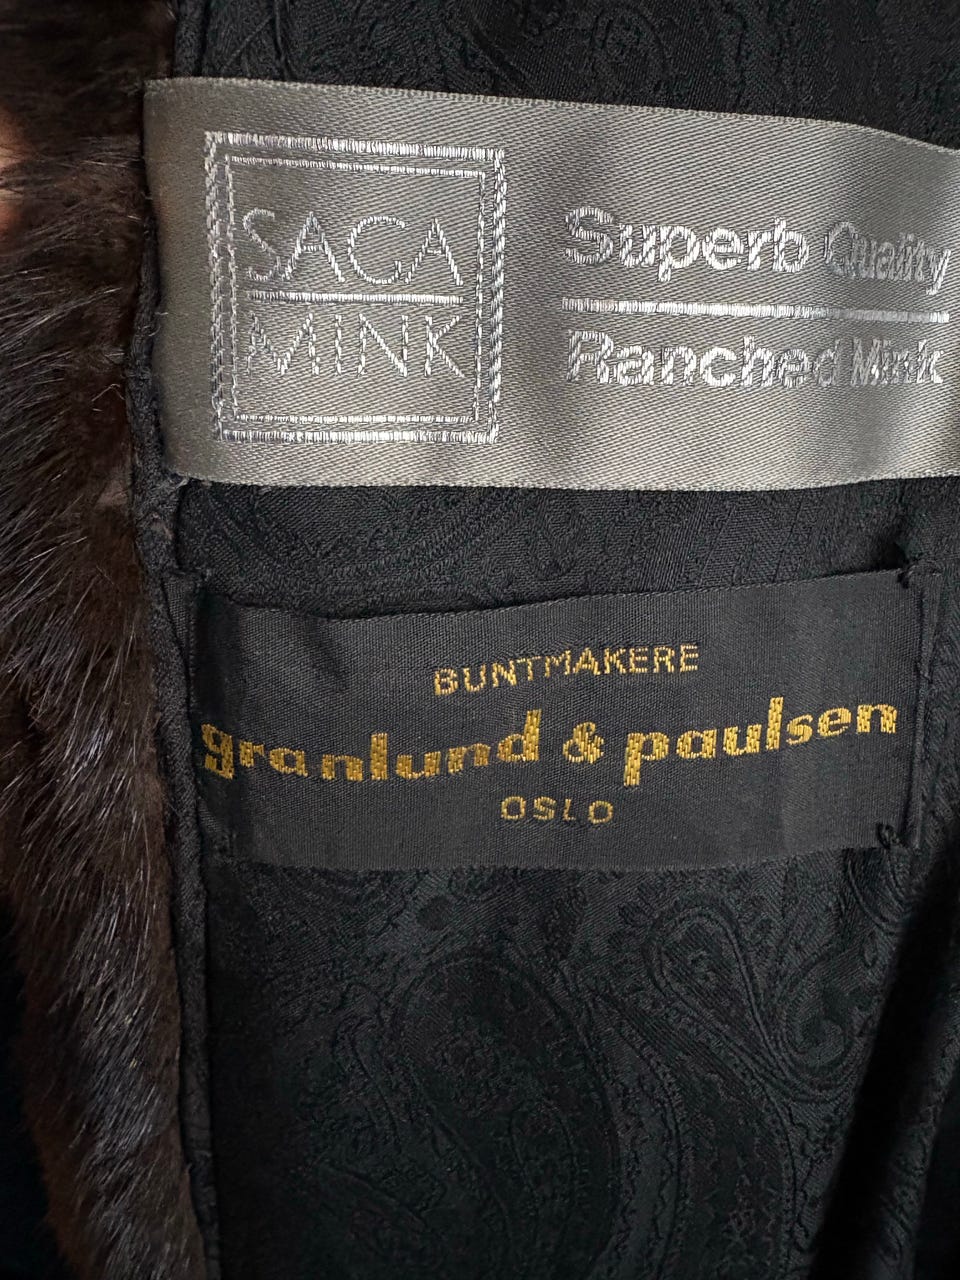 SAGA
MINK
Superb Quality
Ranched Mink
BUNTMAKERE
granlund & paulsen
OSLO